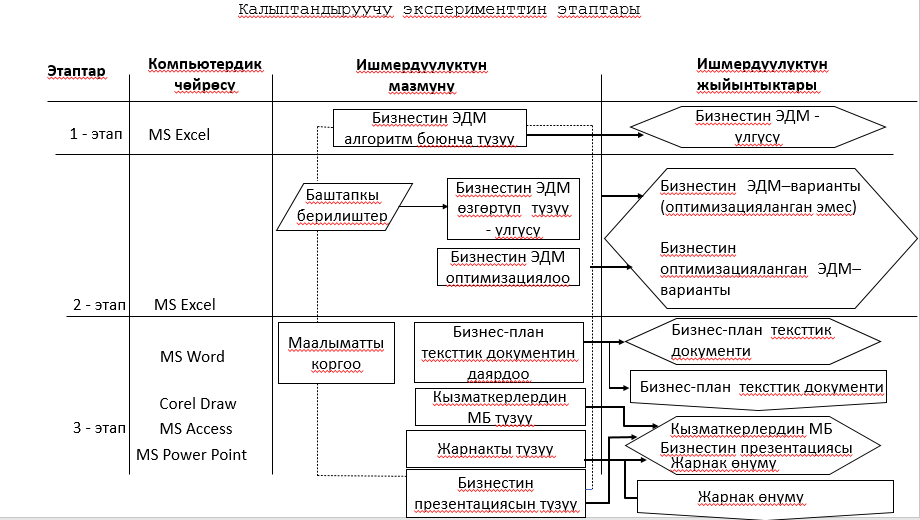 Калыптандыруучу эксперименттин этаптары
Этаптар
Компьютердик
чөйрөсү
Ишмердүүлүктүн
мазмуну
Ишмердүүлүктүн
жыйынтыктары
1 - этап
MS Excel
Бизнестин ЭДМ
алгоритм боюнча түзүү
Бизнестин ЭДМ -
үлгүсү
Баштапкы
берилиштер
Бизнестин ЭДМ
өзгөртүп түзүү
- үлгүсү
Бизнестин ЭДМ
оптимизациялоо
Бизнестин ЭДМ–варианты
(оптимизацияланган эмес)
Бизнестин
оптимизацияланган ЭДМ–
варианты
2 - этап
MS Excel
MS Word
Маалыматты
коргоо
Бизнес-план
тексттик документин
даярдоо
Бизнес-план тексттик
документи
Бизнес-план тексттик документи
3 - этап
Corel Draw
MS Access
MS Power Point
Кызматкерлердин
МБ түзүү
Жарнакты түзүү
Бизнестин
презентациясын түзүү
Кызматкерлердин МБ
Бизнестин презентациясы
Жарнак өнүмү
Жарнак өнүмү